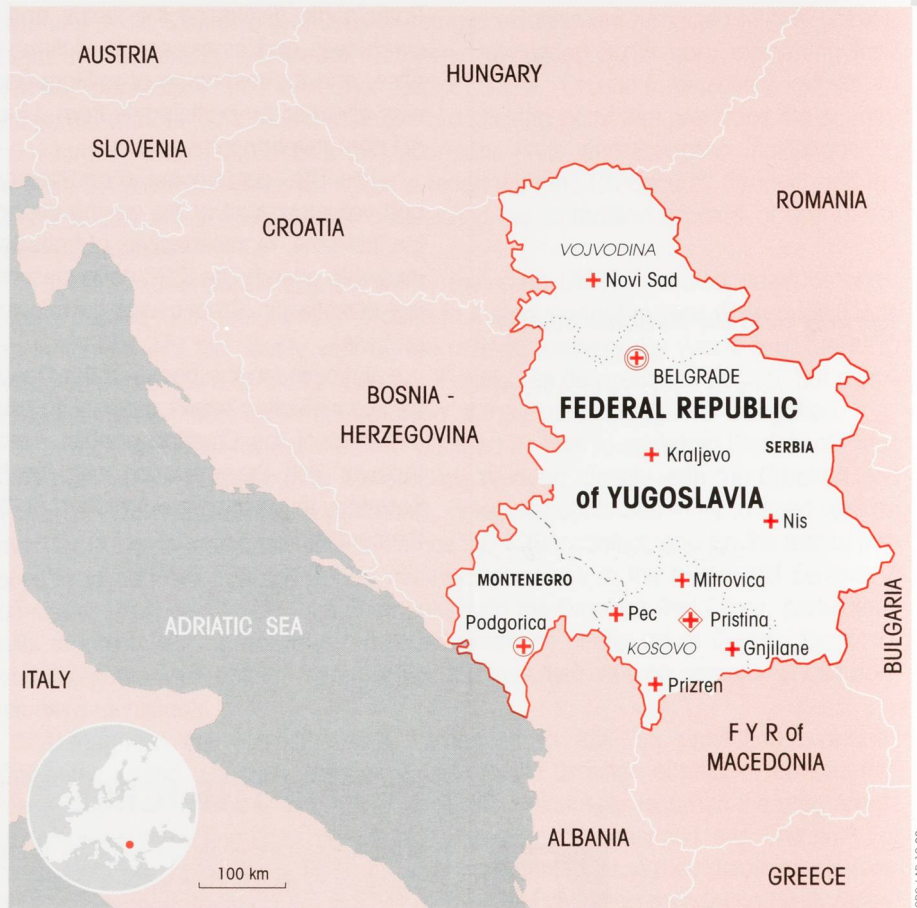 AUSTRIA
HUNGARY
SLOVENIA
ROMANIA
CROATIA
VOJVODINA
Novi Sad
BELGRADE
BOSNIA -
HERZEGOVINA
FEDERAL REPUBLIC
Kraljevo
SERBIA
of YUGOSLAVIA
Nis
MONTENEGRO
Mitrovica
Podgorica
Pec
Pristina
ADRIATIC SEA
KOSOVO
Gnjilane
BULGARIA
ITALY
Prizren
F Y R of
MACEDONIA
ALBANIA
100 km
GREECE